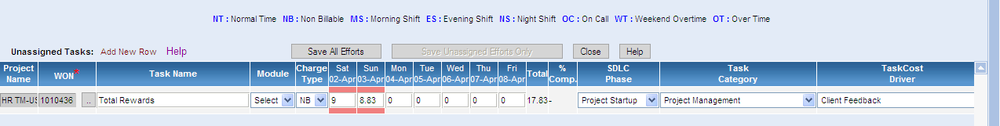 NT : Normal Time NB : Non Billable MS : Morning Shift ES : Evening Shift NS : Night Shift OC : On Call WT : Weekend Overtime OT : Over Time
Unassigned Tasks: Add New Row Help Save All Efforts Save Unassigned Efforts Only Close Help
Project Name WON* Task Name Module Charge Type Sat 02-Apr Sun 03-Apr Mon 04-Apr Tue 05-Apr Wed 06-Apr Thu 07-Apr Fri 08-Apr Total % Comp. SDLC Phase Task Category TaskCost Driver
HR TM-US 1010436 .. Total Rewards Select NB 9 8.83 0 0 0 0 0 17.83 - Project Startup Project Management Client Feedback